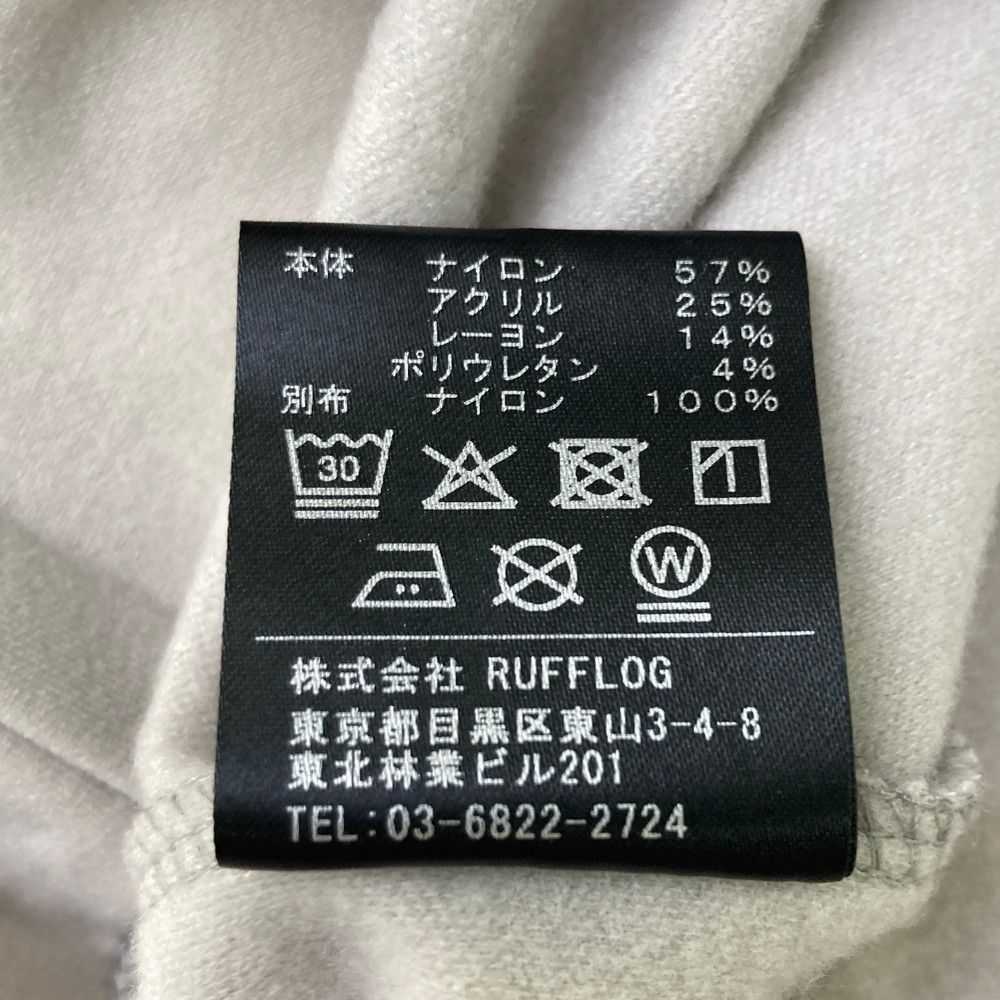 本体 ナイロン 57%
アクリル 25%
レーヨン 14%
ポリウレタン 4%
別布 ナイロン 100%
30
W
株式会社 RUFFLOG
東京都目黒区東山3-4-8
東北林業ビル201
TEL:03-6822-2724